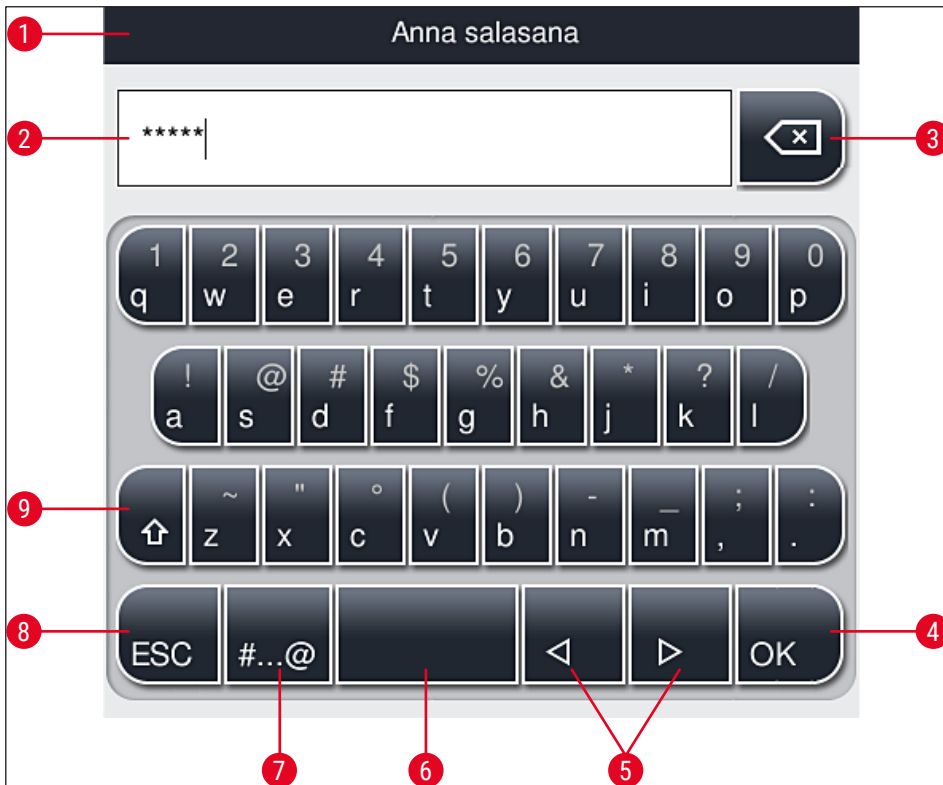 1 Anna salasana
2 ***** 3
1 2 3 4 5 6 7 8 9 0
q w e r t y u i o p
! @ # $ % & * ? /
a s d f g h j k l
~ " ° ( ) - _ ; :
9 z x c v b n m , .
8 ESC #...@ OK 4
7 6 5